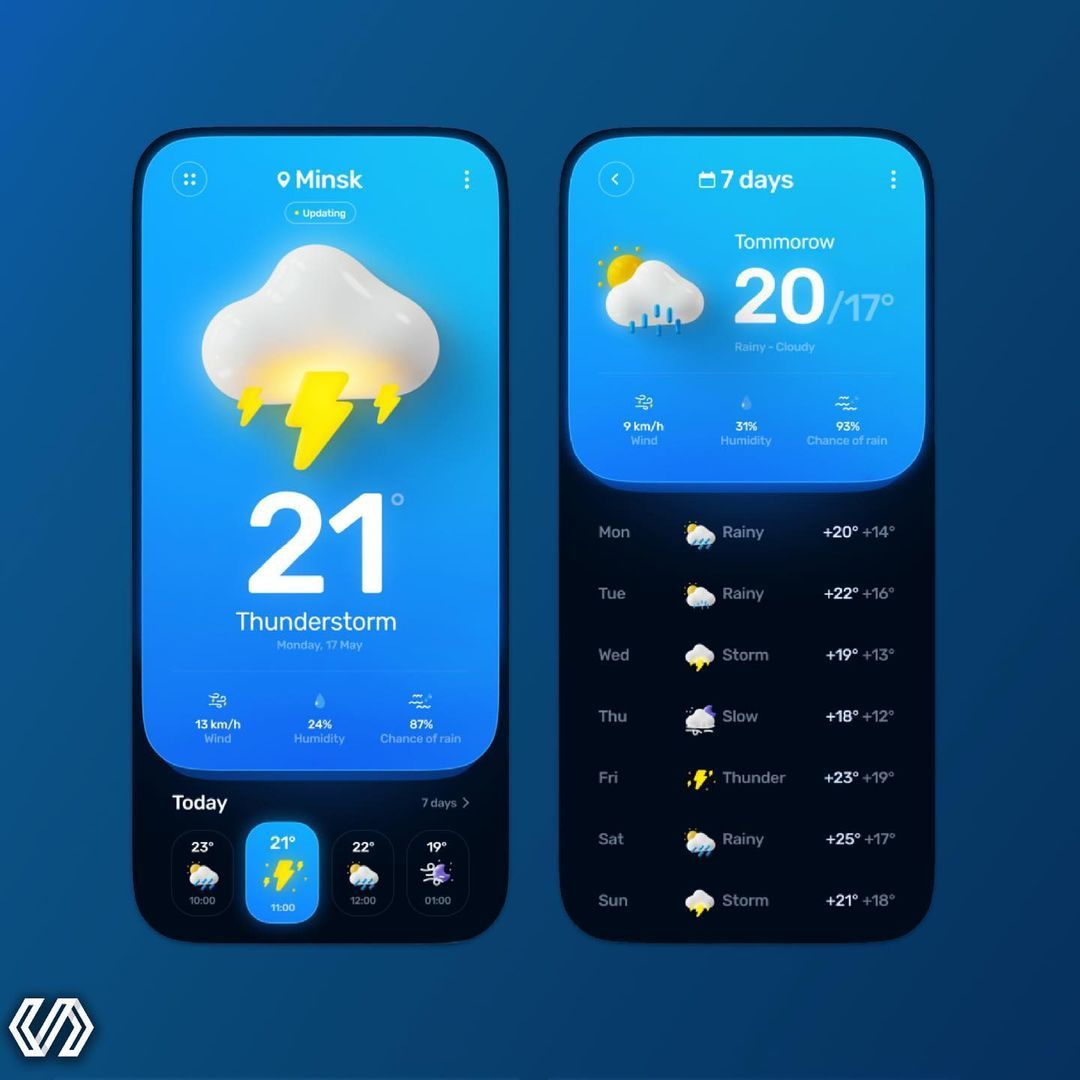 Minsk
Updating
21°
Thunderstorm
Monday, 17 May
13 km/h 24% 87%
Wind Humidity Chance of rain
Today 7 days
23° 21° 22° 19°
10:00 11:00 12:00 01:00
7 days
Tommorow
20/17°
Rainy - Cloudy
9 km/h 31% 93%
Wind Humidity Chance of rain
Mon Rainy +20° +14°
Tue Rainy +22° +16°
Wed Storm +19° +13°
Thu Slow +18° +12°
Fri Thunder +23° +19°
Sat Rainy +25° +17°
Sun Storm +21° +18°